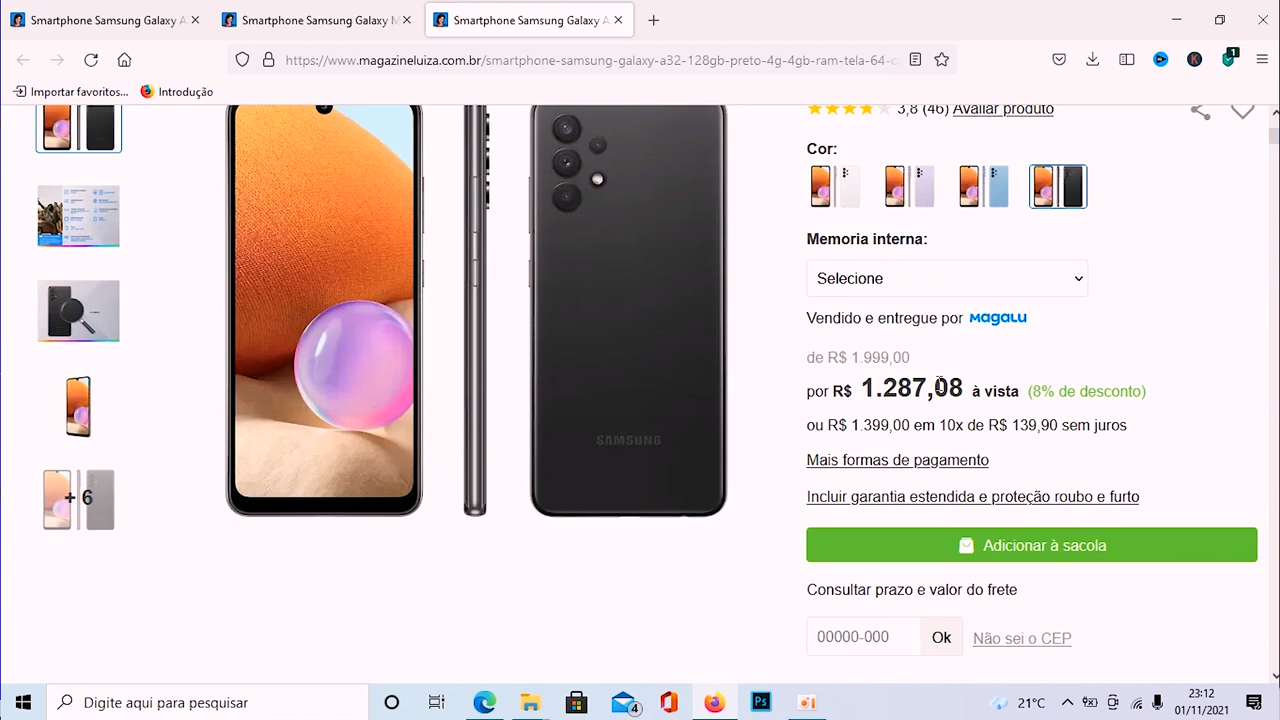 Smartphone Samsung Galaxy A
Smartphone Samsung Galaxy M
Smartphone Samsung Galaxy A
https://www.magazineluiza.com.br/smartphone-samsung-galaxy-a32-128gb-preto-4g-4gb-ram-tela-64-c
1
Importar favoritos...
Introdução
3,8 (46) Avaliar produto
Cor:
Memoria interna:
Selecione
Vendido e entregue por Magalu
de R$ 1.999,00
por R$ 1.287,08 à vista (8% de desconto)
ou R$ 1.399,00 em 10x de R$ 139,90 sem juros
Mais formas de pagamento
SAMSUNG
+ 6
Incluir garantia estendida e proteção roubo e furto
Adicionar à sacola
Consultar prazo e valor do frete
00000-000 Ok Não sei o CEP
Digite aqui para pesquisar
4
Ps
21°C
23:12
01/11/2021